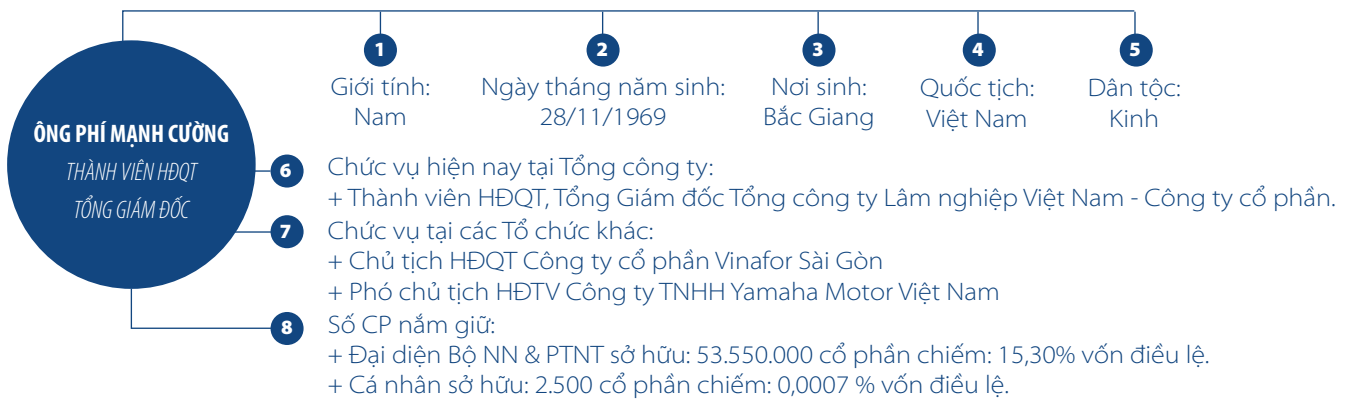 ÔNG PHÍ MẠNH CƯỜNG
THÀNH VIÊN HĐQT
TỔNG GIÁM ĐỐC
1
Giới tính:
Nam
2
Ngày tháng năm sinh:
28/11/1969
3
Nơi sinh:
Bắc Giang
4
Quốc tịch:
Việt Nam
5
Dân tộc:
Kinh
6 Chức vụ hiện nay tại Tổng công ty:
+ Thành viên HĐQT, Tổng Giám đốc Tổng công ty Lâm nghiệp Việt Nam - Công ty cổ phần.
7 Chức vụ tại các Tổ chức khác:
+ Chủ tịch HĐQT Công ty cổ phần Vinafor Sài Gòn
+ Phó chủ tịch HĐTV Công ty TNHH Yamaha Motor Việt Nam
8 Số CP nắm giữ:
+ Đại diện Bộ NN & PTNT sở hữu: 53.550.000 cổ phần chiếm: 15,30% vốn điều lệ.
+ Cá nhân sở hữu: 2.500 cổ phần chiếm: 0,0007 % vốn điều lệ.